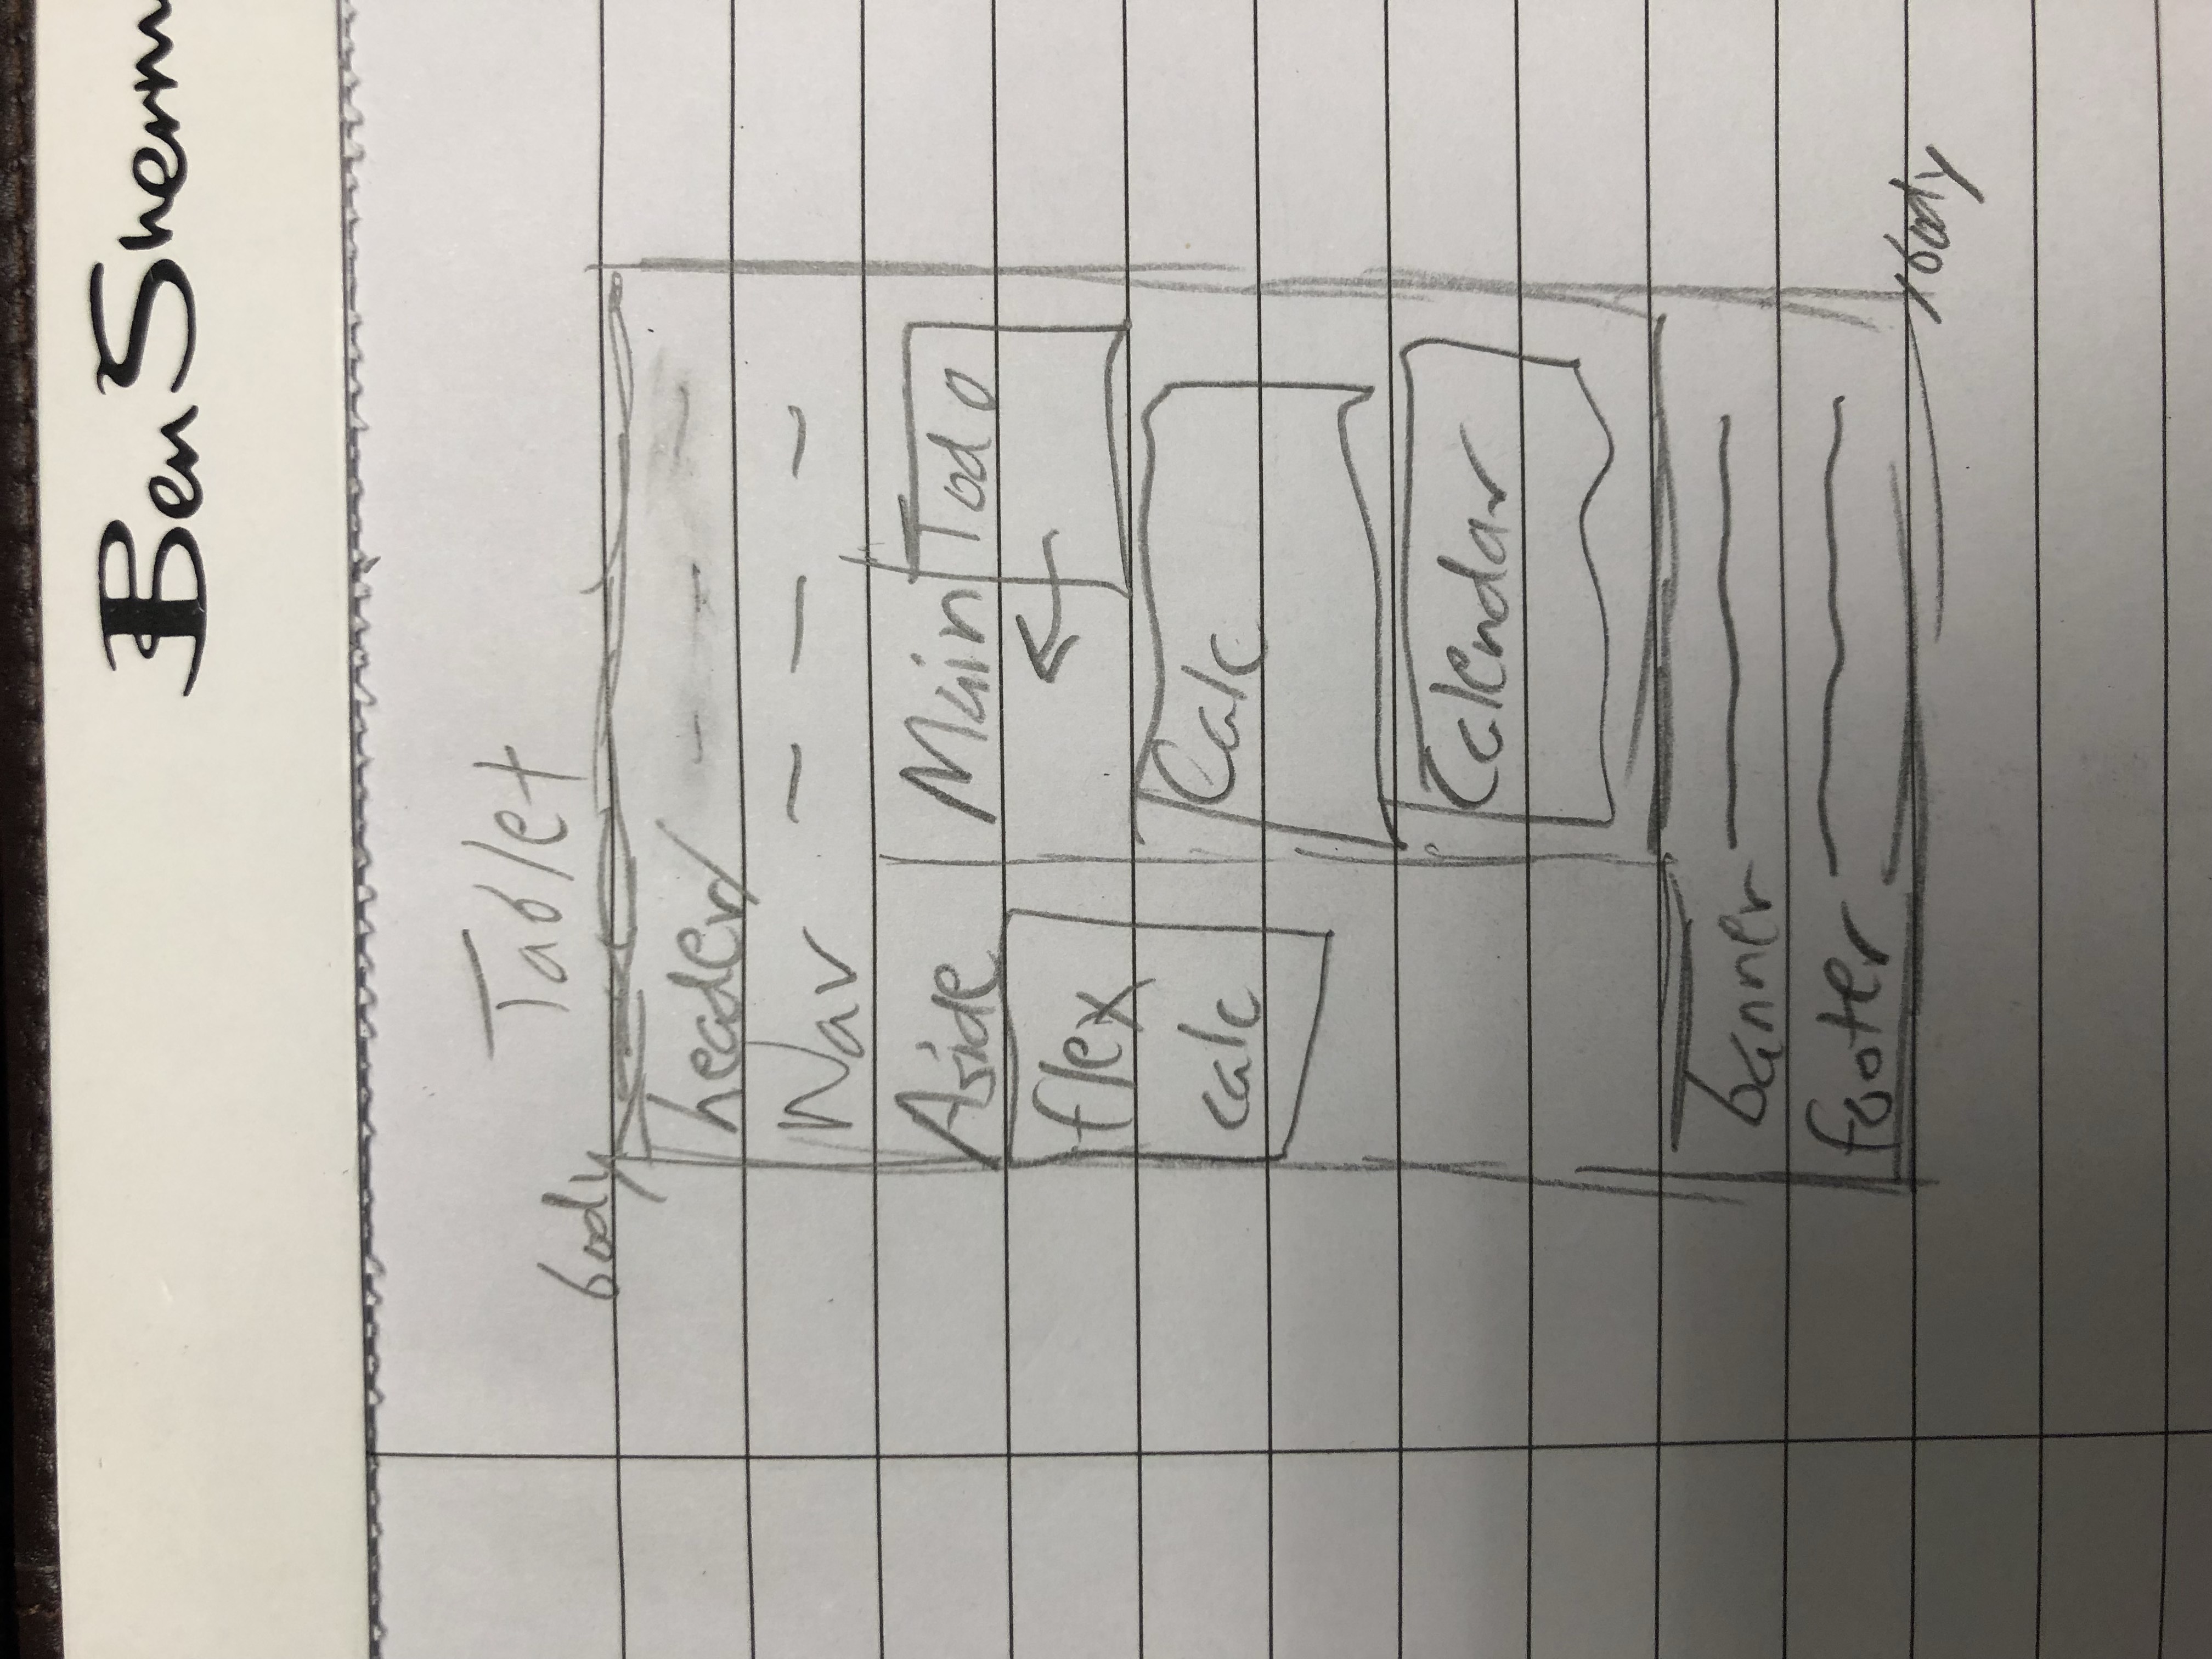 Ben Sherm
Tablet
body
header
Nav
Aside
Main
Todo
flex
calc
Calc
Calendar
banner
footer
body